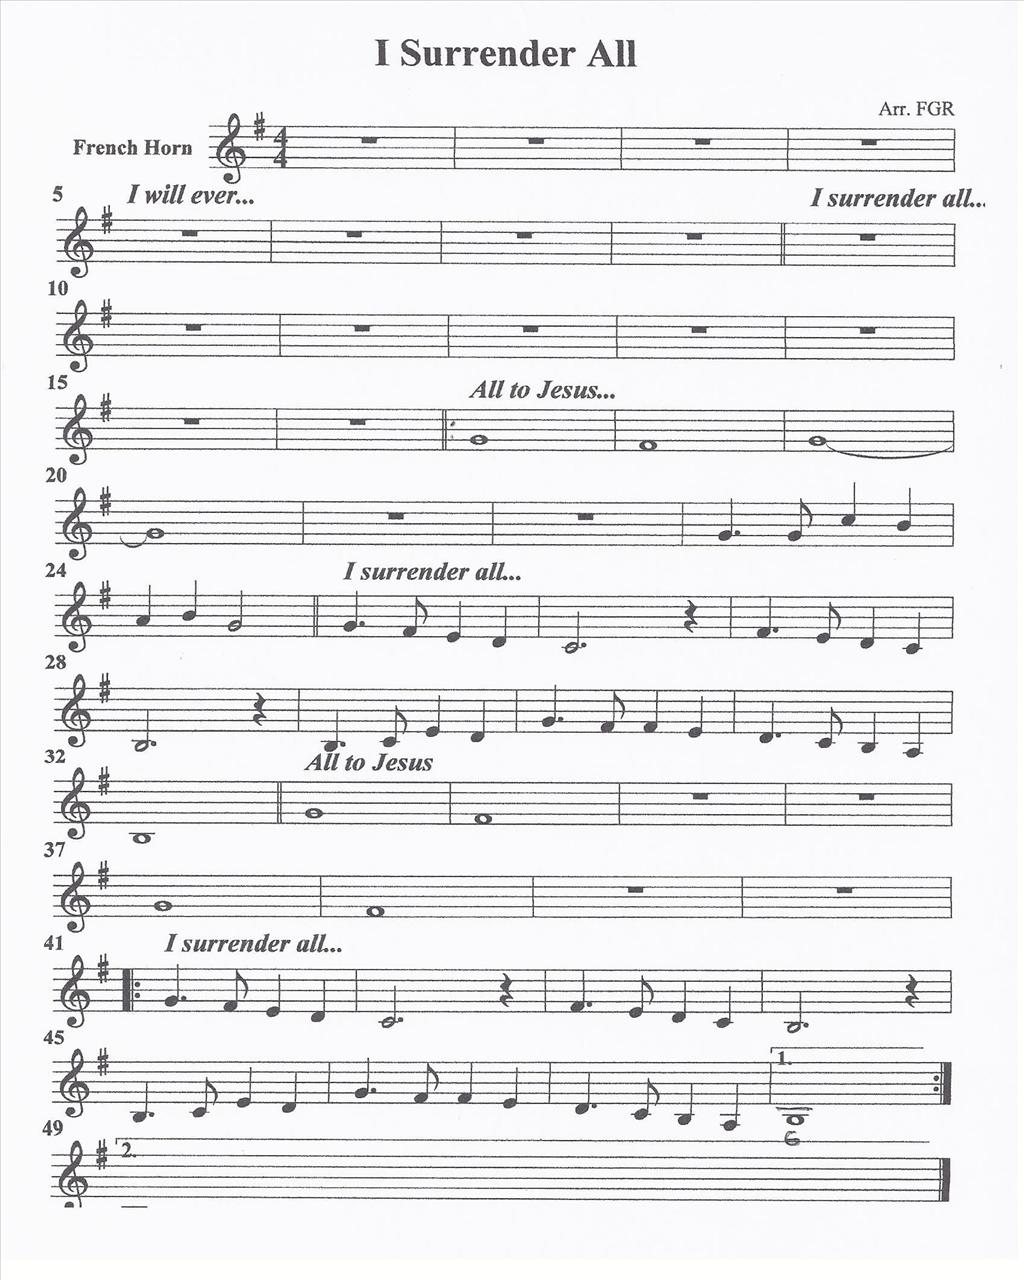 I Surrender All
Arr. FGR
French Horn
4
4
5 I will ever... I surrender all..
10
15 All to Jesus...
20
24 I surrender all...
28
32 All to Jesus
37
41 I surrender all...
45 1.
G
49 2.